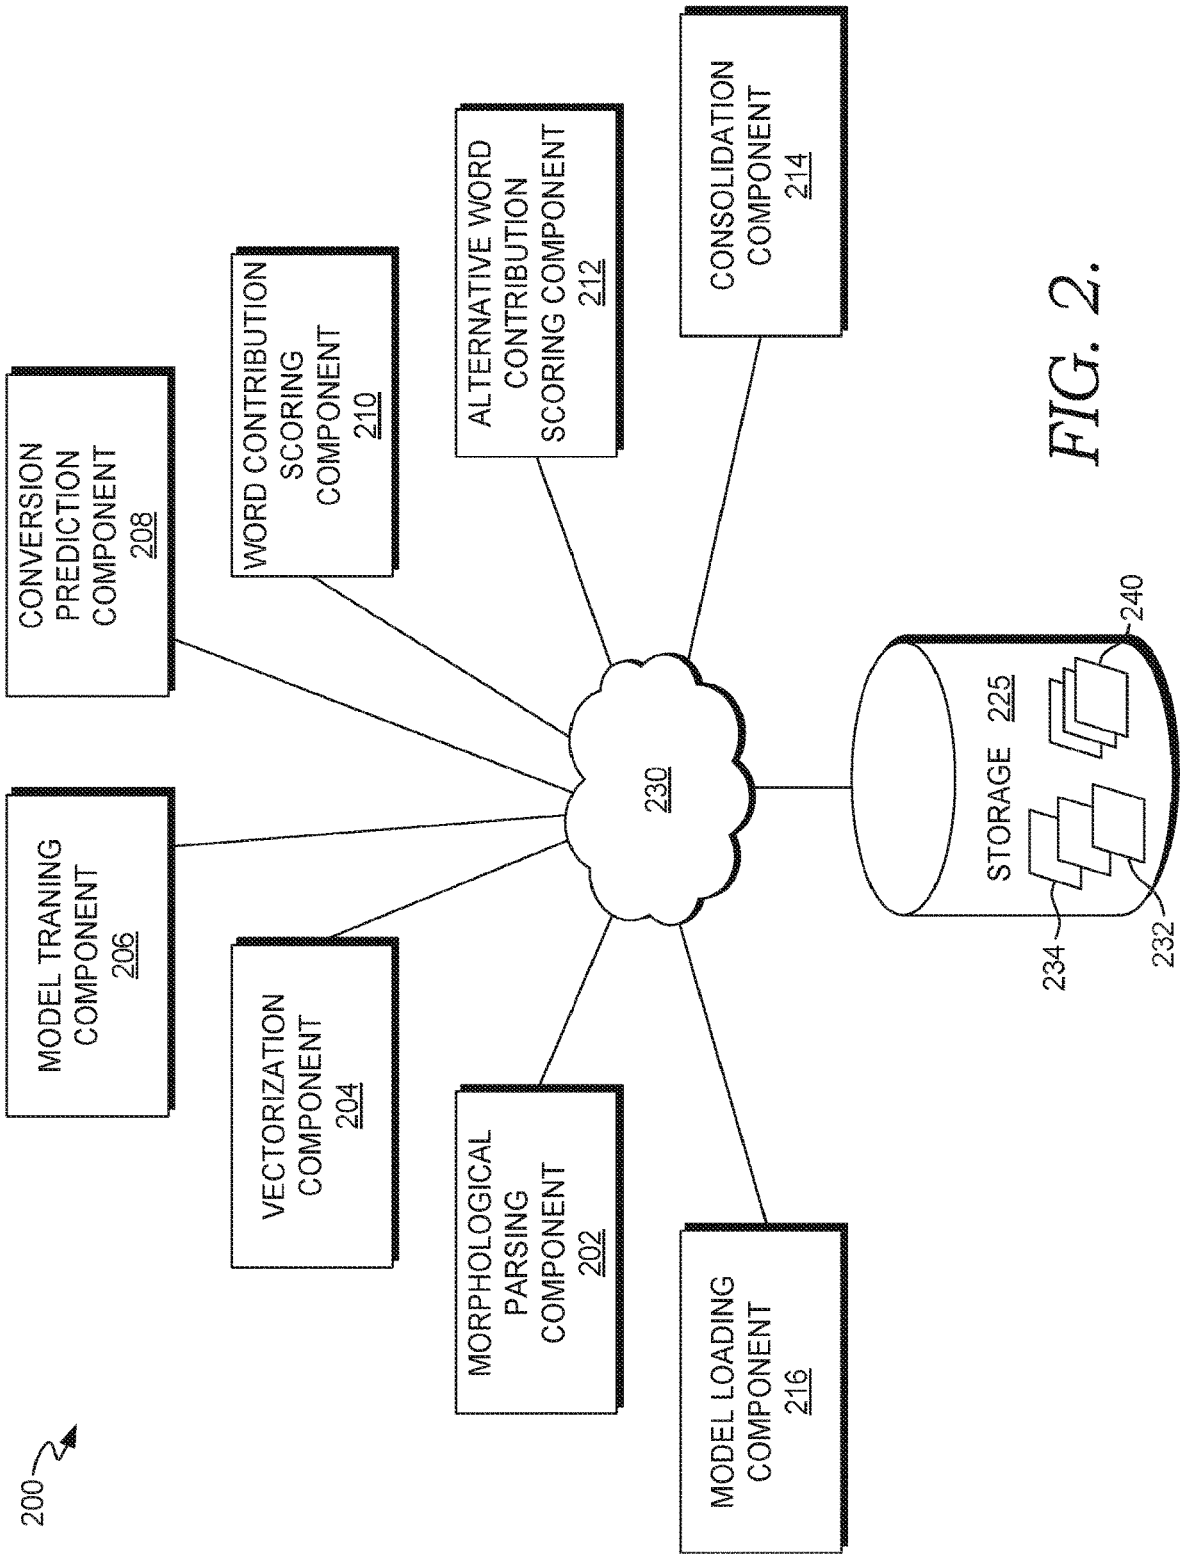 200
MODEL TRANING
COMPONENT
206
CONVERSION
PREDICTION
COMPONENT
208
VECTORIZATION
COMPONENT
204
WORD CONTRIBUTION
SCORING
COMPONENT
210
MORPHOLOGICAL
PARSING
COMPONENT
202
ALTERNATIVE WORD
CONTRIBUTION
SCORING COMPONENT
212
230
MODEL LOADING
COMPONENT
216
CONSOLIDATION
COMPONENT
214
STORAGE 225
234
232
240
FIG. 2.